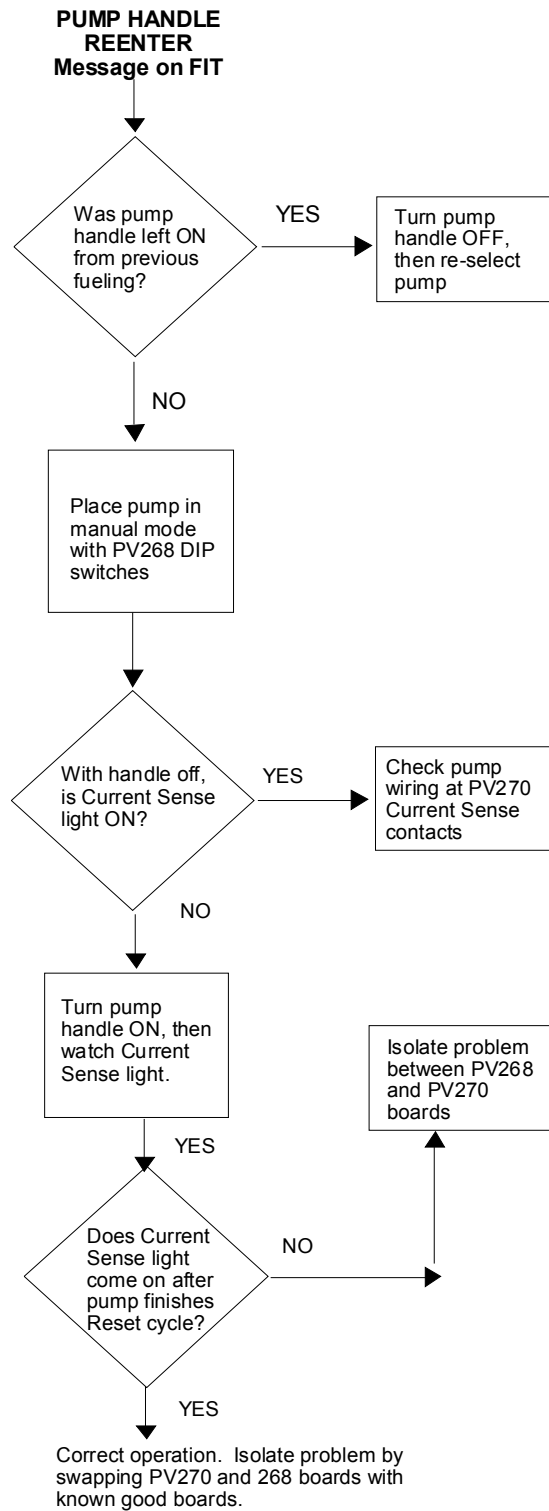 PUMP HANDLE
REENTER
Message on FIT
Was pump
handle left ON
from previous
fueling?
YES
Turn pump
handle OFF,
then re-select
pump
NO
Place pump in
manual mode
with PV268 DIP
switches
With handle off,
is Current Sense
light ON?
YES
Check pump
wiring at PV270
Current Sense
contacts
NO
Turn pump
handle ON, then
watch Current
Sense light.
Isolate problem
between PV268
and PV270
boards
YES
Does Current
Sense light
come on after
pump finishes
Reset cycle?
NO
YES
Correct operation.  Isolate problem by
swapping PV270 and 268 boards with
known good boards.